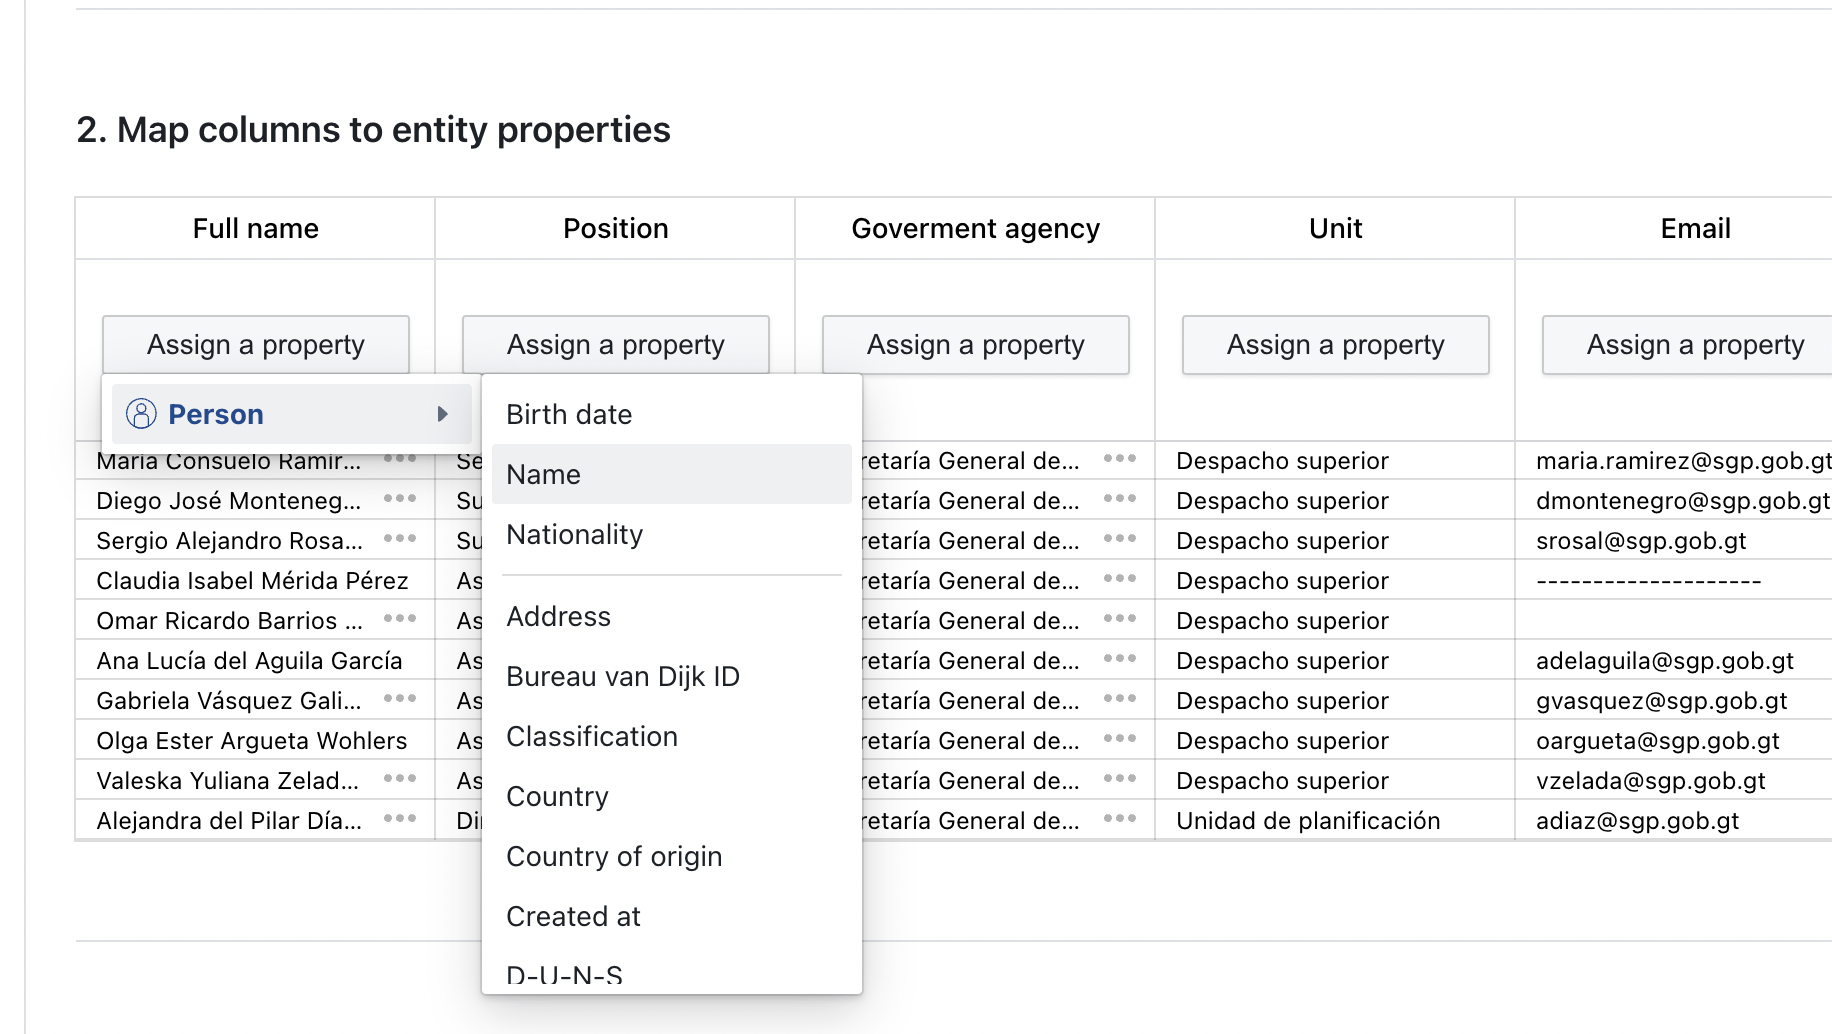 2. Map columns to entity properties
Full name Position Goverment agency Unit Email
Assign a property Assign a property Assign a property Assign a property Assign a property
Person
Birth date
Name
Nationality
Address
Bureau van Dijk ID
Classification
Country
Country of origin
Created at
D-U-N-S
María Consuelo Ramír... Se retaría General de... Despacho superior maria.ramirez@sgp.gob.gt
Diego José Monteneg... Su retaría General de... Despacho superior dmontenegro@sgp.gob.gt
Sergio Alejandro Rosa... Su retaría General de... Despacho superior srosal@sgp.gob.gt
Claudia Isabel Mérida Pérez As retaría General de... Despacho superior --------------------
Omar Ricardo Barrios ... As retaría General de... Despacho superior
Ana Lucía del Aguila García As retaría General de... Despacho superior adelaguila@sgp.gob.gt
Gabriela Vásquez Gali... As retaría General de... Despacho superior gvasquez@sgp.gob.gt
Olga Ester Argueta Wohlers As retaría General de... Despacho superior oargueta@sgp.gob.gt
Valeska Yuliana Zelad... As retaría General de... Despacho superior vzelada@sgp.gob.gt
Alejandra del Pilar Día... Di retaría General de... Unidad de planificación adiaz@sgp.gob.gt